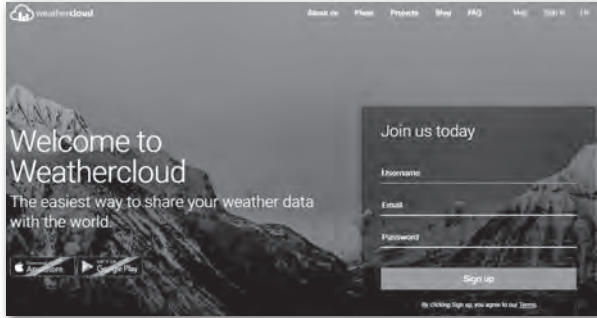 weathercloud
About us Plans Projects Blog FAQ Map Sign in EN
Welcome to
Weathercloud
The easiest way to share your weather data
with the world.
App Store
Google Play
Join us today
Username
Email
Password
Sign up
By clicking Sign up, you agree to our Terms.